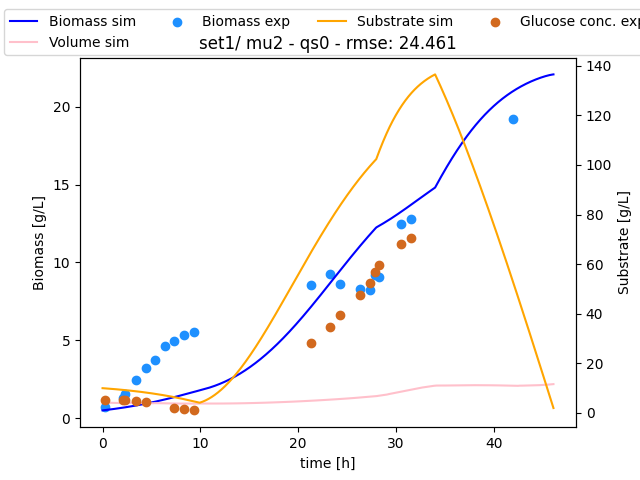 Biomass sim Biomass exp Substrate sim Glucose conc. exp
Volume sim
set1/ mu2 - qs0 - rmse: 24.461
Biomass [g/L]
20
15
10
5
0
0 10 20 30 40
time [h]
140
120
100
80
60
40
20
0
Substrate [g/L]